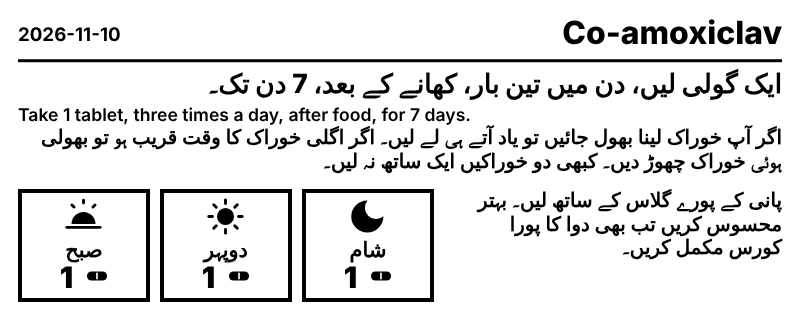 Co-amoxiclav
2026-11-10
ایک گولی لیں، دن میں تین بار، کھانے کے بعد، 7 دن تک۔
Take 1 tablet, three times a day, after food, for 7 days.
اگر آپ خوراک لینا بھول جائیں تو یاد آتے ہی لے لیں۔ اگر اگلی خوراک کا وقت قریب ہو تو بھولی
ہوئی خوراک چھوڑ دیں۔ کبھی دو خوراکیں ایک ساتھ نہ لیں۔
پانی کے پورے گلاس کے ساتھ لیں۔ بہتر
محسوس کریں تب بھی دوا کا پورا
کورس مکمل کریں۔
شام
1
دوپہر
1
صبح
1